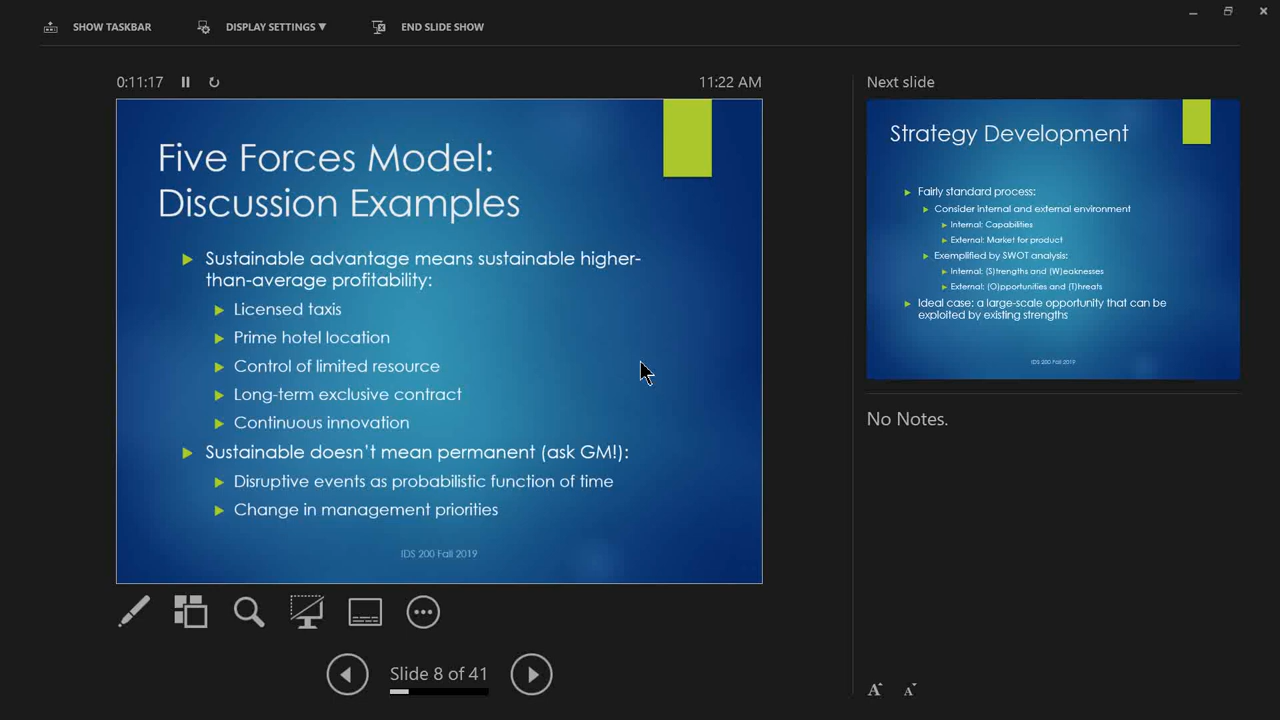 SHOW TASKBAR
DISPLAY SETTINGS ▼
END SLIDE SHOW
0:11:17
11:22 AM
Five Forces Model:
Discussion Examples
Sustainable advantage means sustainable higher-
than-average profitability:
Licensed taxis
Prime hotel location
Control of limited resource
Long-term exclusive contract
Continuous innovation
Sustainable doesn't mean permanent (ask GM!):
Disruptive events as probabilistic function of time
Change in management priorities
IDS 200 Fall 2019
Slide 8 of 41
Next slide
Strategy Development
Fairly standard process:
Consider internal and external environment
Internal: Capabilities
External: Market for product
Exemplified by SWOT analysis:
Internal: (S)trengths and (W)eaknesses
External: (O)pportunities and (T)hreats
Ideal case: a large-scale opportunity that can be
exploited by existing strengths
IDS 200 Fall 2019
No Notes.
A A